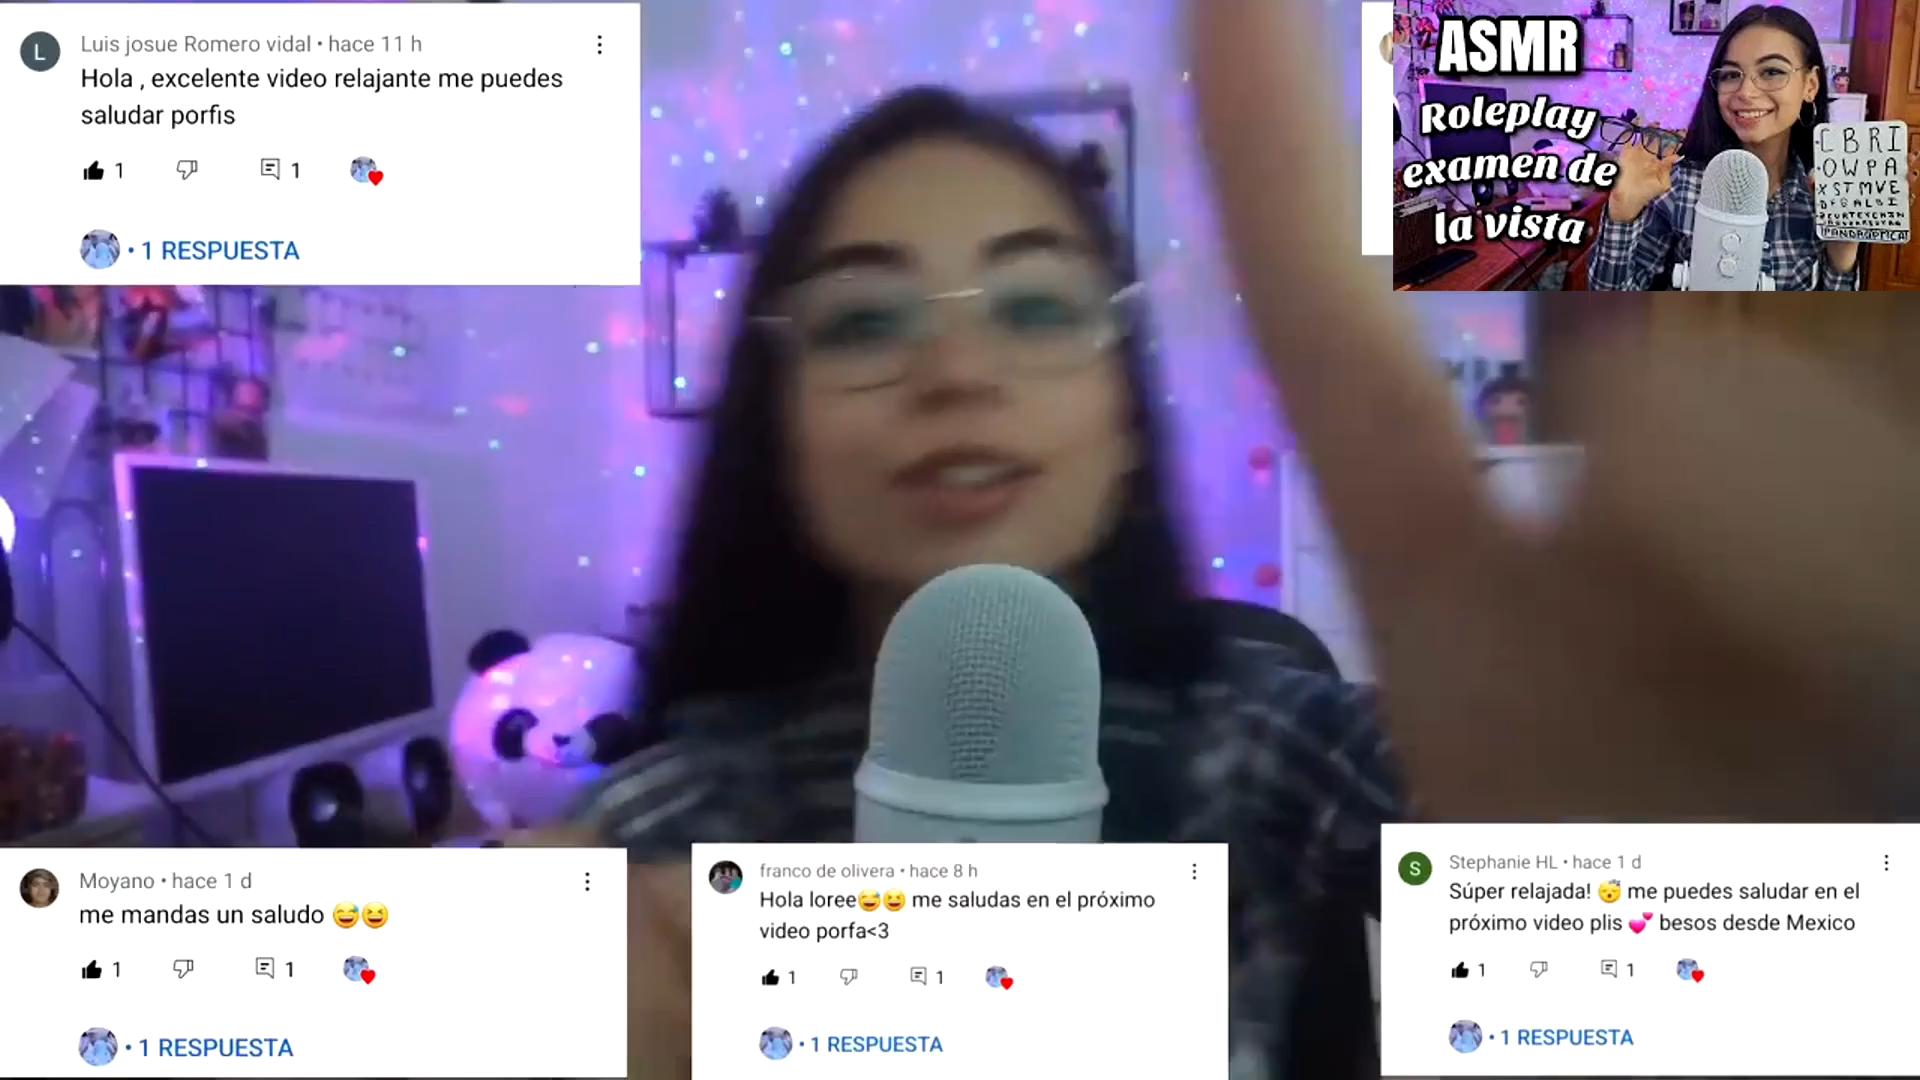 L
Luis josue Romero vidal • hace 11 h
Hola , excelente video relajante me puedes
saludar porfis
1
1
• 1 RESPUESTA
ASMR
Roleplay
examen de
la vista
C B R I
O W P A
X S T M V E
Moyano • hace 1 d
me mandas un saludo 😅😆
1
1
• 1 RESPUESTA
franco de olivera • hace 8 h
Hola loree😅😆 me saludas en el próximo
video porfa<3
1
1
• 1 RESPUESTA
S
Stephanie HL • hace 1 d
Súper relajada! 😴 me puedes saludar en el
próximo video plis 💕 besos desde Mexico
1
1
• 1 RESPUESTA